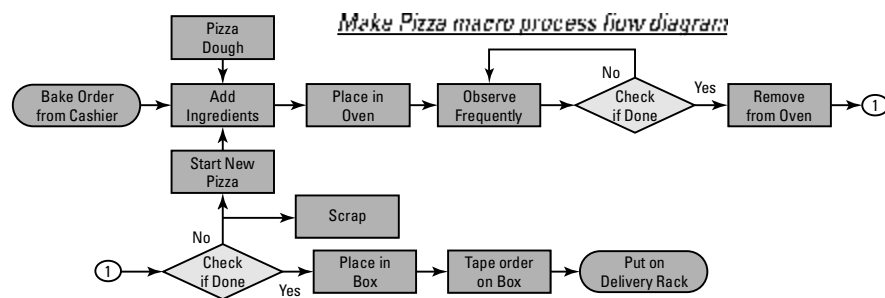 Make Pizza macro process flow diagram
Pizza
Dough
No
Bake Order
from Cashier
Add
Ingredients
Place in
Oven
Observe
Frequently
Check
if Done
Yes
Remove
from Oven
1
Start New
Pizza
Scrap
No
1
Check
if Done
Yes
Place in
Box
Tape order
on Box
Put on
Delivery Rack